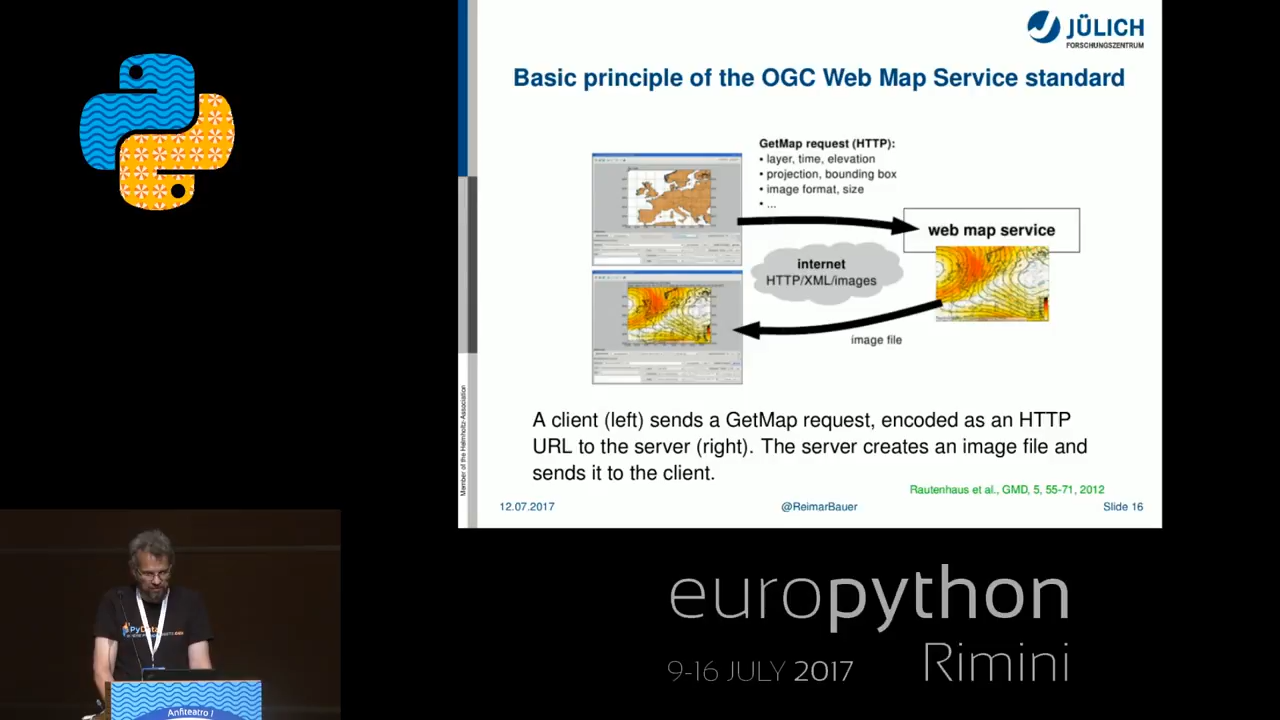 JÜLICH
FORSCHUNGSZENTRUM
Basic principle of the OGC Web Map Service standard
GetMap request (HTTP):
• layer, time, elevation
• projection, bounding box
• image format, size
• ...
web map service
internet
HTTP/XML/images
image file
A client (left) sends a GetMap request, encoded as an HTTP
URL to the server (right). The server creates an image file and
sends it to the client.
Rautenhaus et al., GMD, 5, 55-71, 2012
12.07.2017
@ReimarBauer
Slide 16
Member of the Helmholtz-Association
PyData
Anfiteatro 1
europython
Rimini
9-16 JULY 2017